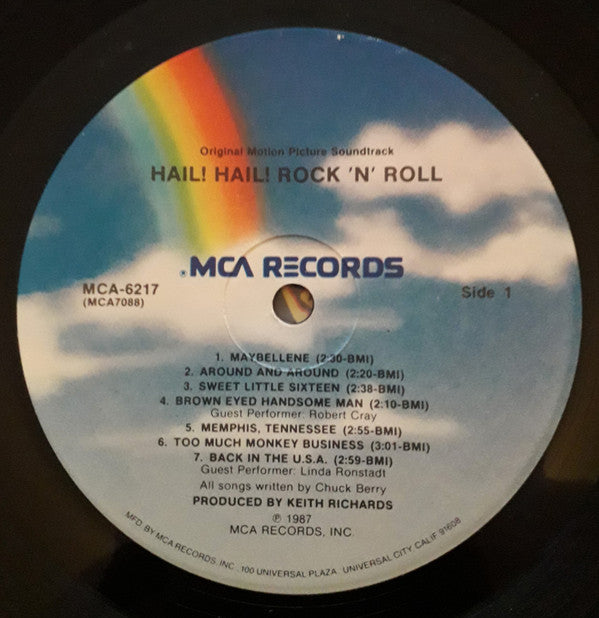 Original Motion Picture Soundtrack
HAIL! HAIL! ROCK 'N' ROLL
®MCA RECORDS
MCA-6217
(MCA7088)
Side 1
1. MAYBELLENE (2:30-BMI)
2. AROUND AND AROUND (2:20-BMI)
3. SWEET LITTLE SIXTEEN (2:38-BMI)
4. BROWN EYED HANDSOME MAN (2:10-BMI)
Guest Performer: Robert Cray
5. MEMPHIS, TENNESSEE (2:55-BMI)
6. TOO MUCH MONKEY BUSINESS (3:01-BMI)
7. BACK IN THE U.S.A. (2:59-BMI)
Guest Performer: Linda Ronstadt
All songs written by Chuck Berry
PRODUCED BY KEITH RICHARDS
℗ 1987
MCA RECORDS, INC.
MFD BY MCA RECORDS, INC. 100 UNIVERSAL PLAZA UNIVERSAL CITY CALIF 91608